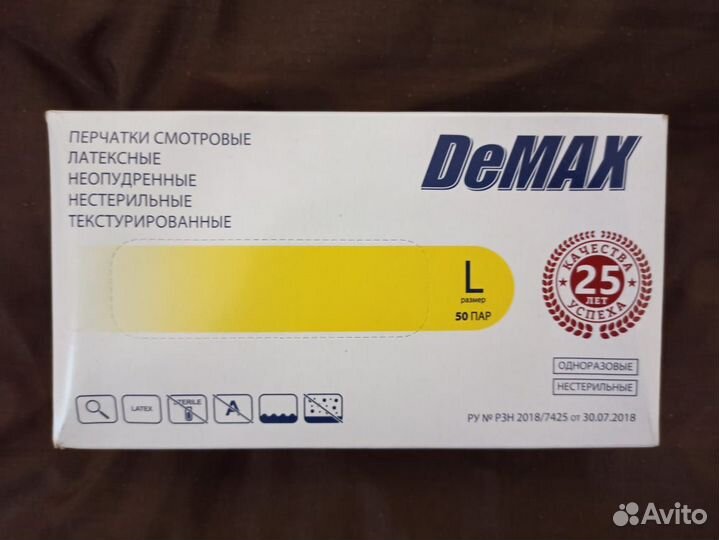 ПЕРЧАТКИ СМОТРОВЫЕ
ЛАТЕКСНЫЕ
НЕОПУДРЕННЫЕ
НЕСТЕРИЛЬНЫЕ
ТЕКСТУРИРОВАННЫЕ
DeMAX
L
размер
50 ПАР
КАЧЕСТВА
25
ЛЕТ
УСПЕХА
ОДНОРАЗОВЫЕ
НЕСТЕРИЛЬНЫЕ
LATEX
STERILE
A
РУ № РЗН 2018/7425 от 30.07.2018
Avito